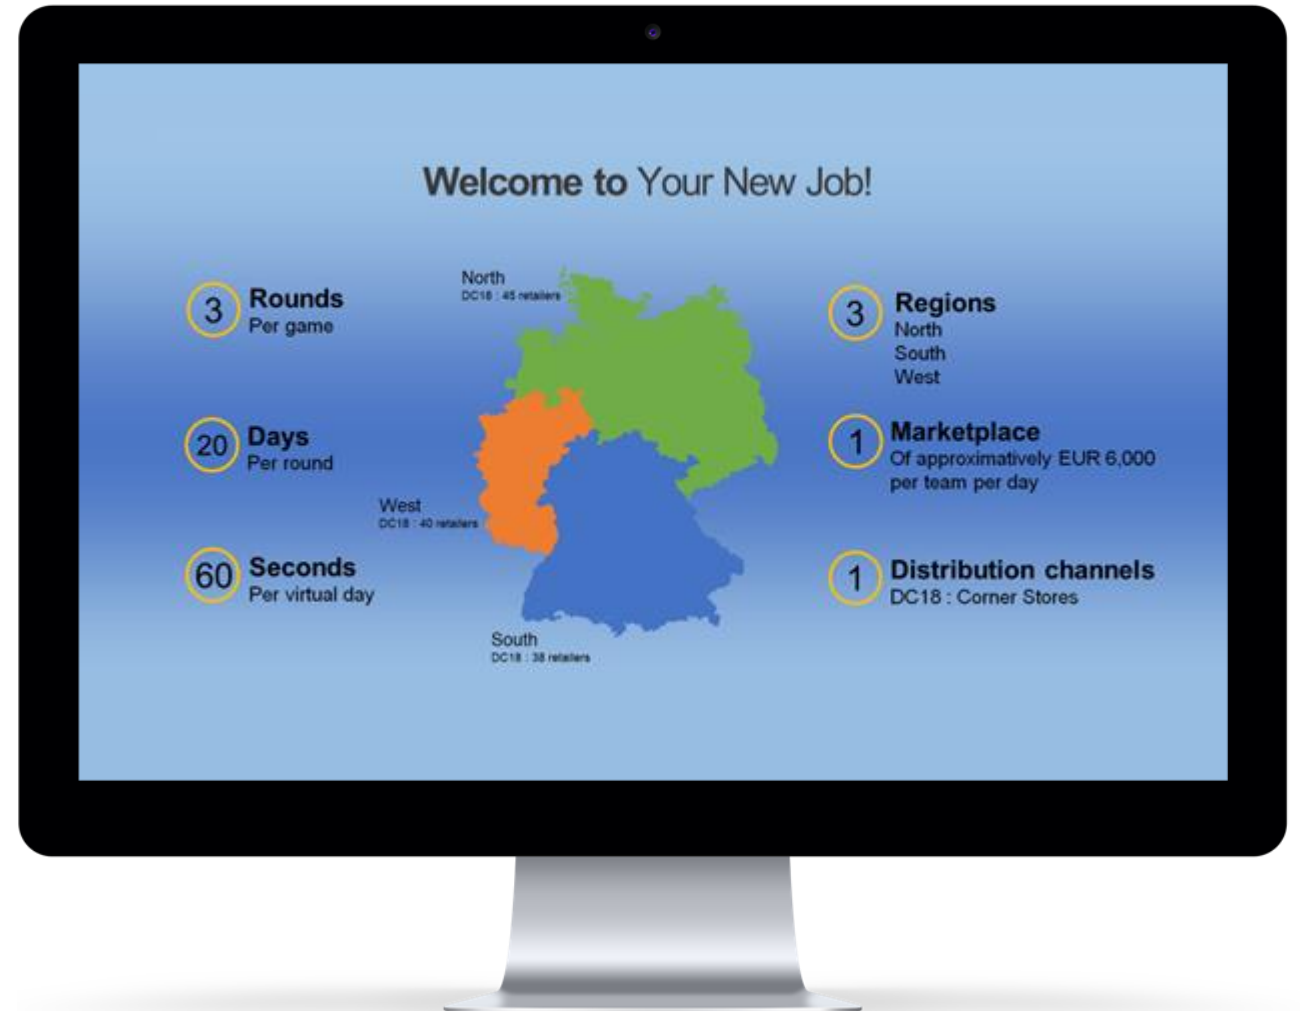 Welcome to Your New Job!
3
Rounds
Per game
20
Days
Per round
60
Seconds
Per virtual day
North
DC18 : 45 retailers
West
DC18 : 40 retailers
South
DC18 : 38 retailers
3
Regions
North
South
West
1
Marketplace
Of approximatively EUR 6,000
per team per day
1
Distribution channels
DC18 : Corner Stores